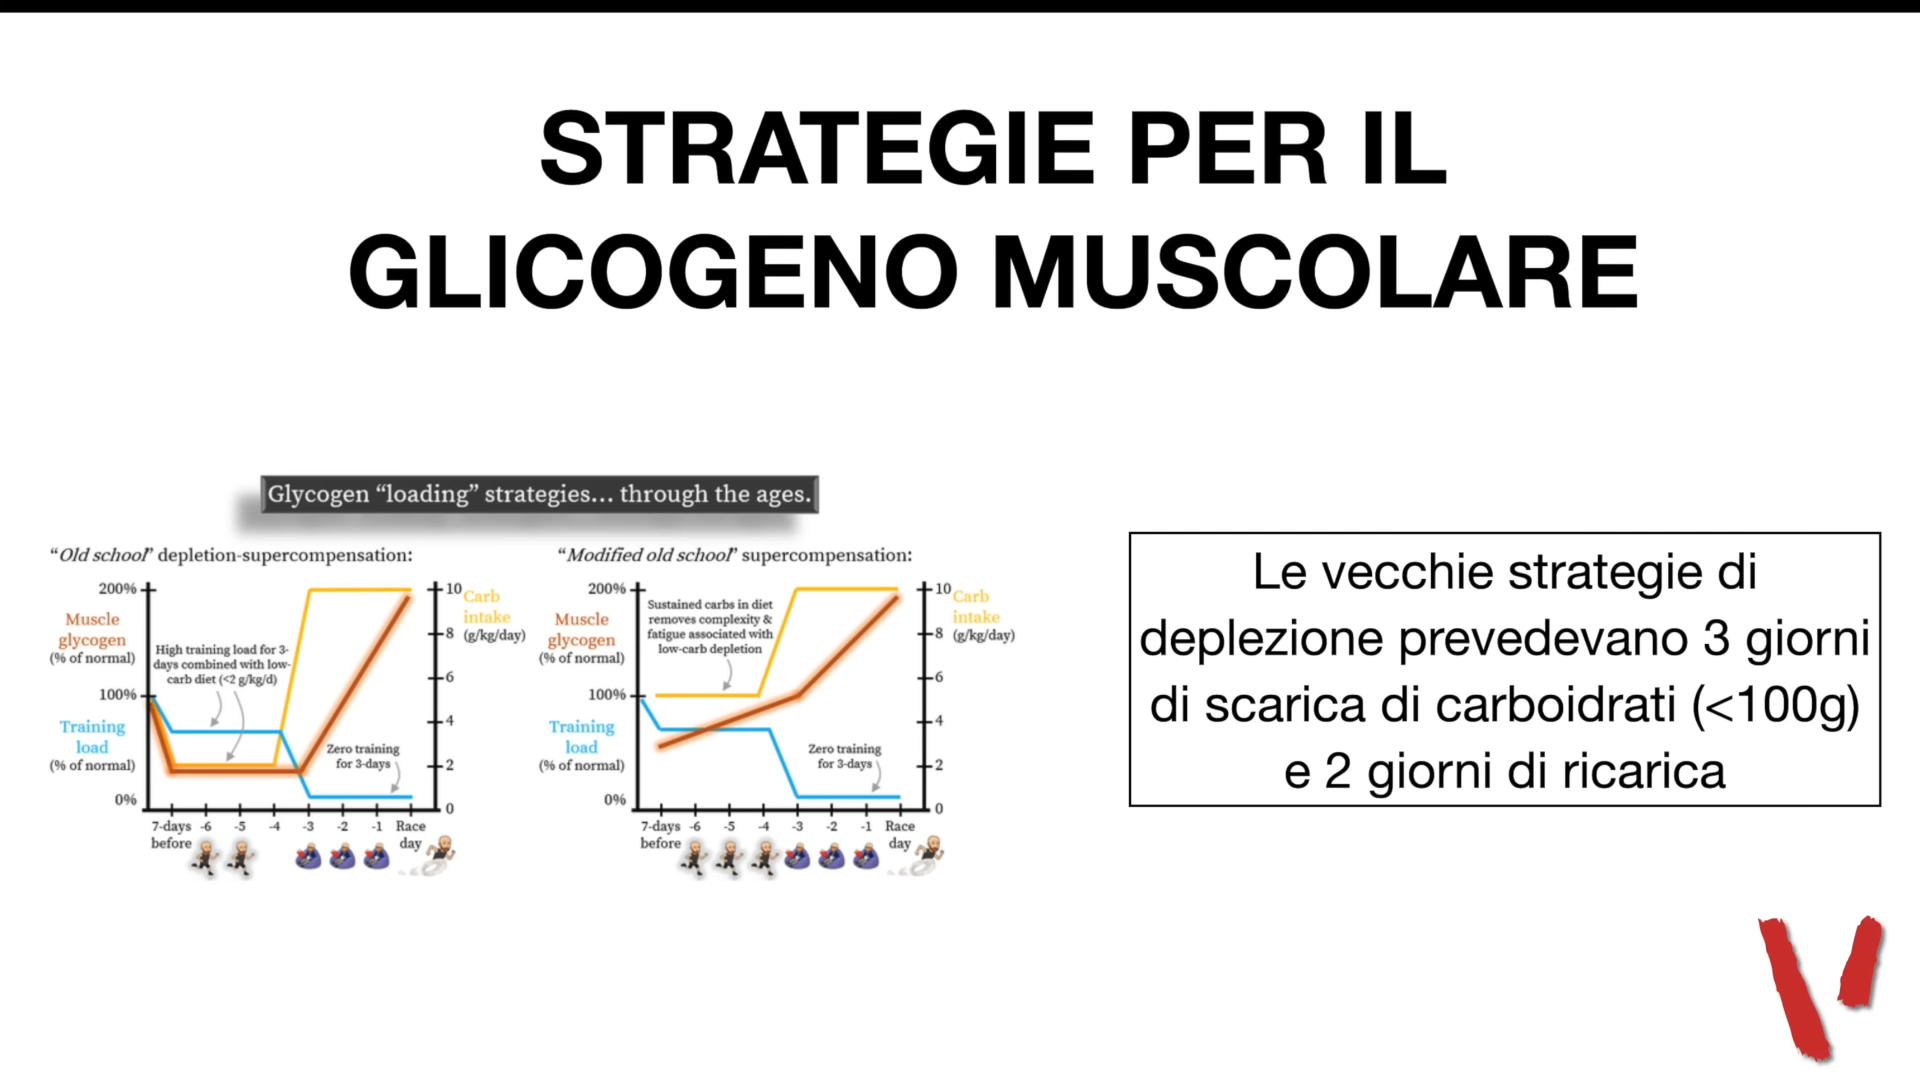 STRATEGIE PER IL
GLICOGENO MUSCOLARE
Glycogen “loading” strategies... through the ages.
“Old school” depletion-supercompensation:
200%
Muscle
glycogen
(% of normal)
100%
Training
load
(% of normal)
0%
High training load for 3-
days combined with low-
carb diet (<2 g/kg/d)
Zero training
for 3-days
10
8
6
4
2
0
Carb
intake
(g/kg/day)
7-days
before
-6
-5
-4
-3
-2
-1
Race
day
“Modified old school” supercompensation:
200%
Muscle
glycogen
(% of normal)
100%
Training
load
(% of normal)
0%
Sustained carbs in diet
removes complexity &
fatigue associated with
low-carb depletion
Zero training
for 3-days
10
8
6
4
2
0
Carb
intake
(g/kg/day)
7-days
before
-6
-5
-4
-3
-2
-1
Race
day
Le vecchie strategie di
deplezione prevedevano 3 giorni
di scarica di carboidrati (<100g)
e 2 giorni di ricarica